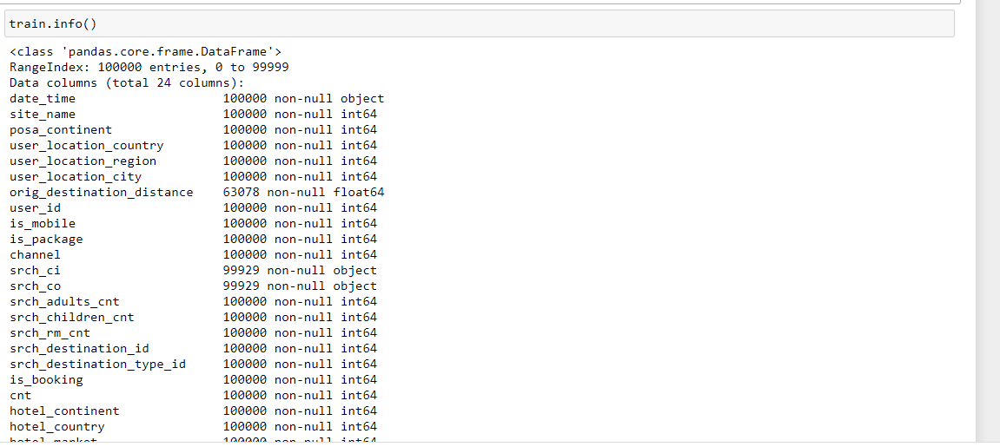 train.info()
<class 'pandas.core.frame.DataFrame'>
RangeIndex: 100000 entries, 0 to 99999
Data columns (total 24 columns):
date_time                    100000 non-null object
site_name                    100000 non-null int64
posa_continent               100000 non-null int64
user_location_country        100000 non-null int64
user_location_region         100000 non-null int64
user_location_city           100000 non-null int64
orig_destination_distance    63078 non-null float64
user_id                      100000 non-null int64
is_mobile                    100000 non-null int64
is_package                   100000 non-null int64
channel                      100000 non-null int64
srch_ci                      99929 non-null object
srch_co                      99929 non-null object
srch_adults_cnt              100000 non-null int64
srch_children_cnt            100000 non-null int64
srch_rm_cnt                  100000 non-null int64
srch_destination_id          100000 non-null int64
srch_destination_type_id     100000 non-null int64
is_booking                   100000 non-null int64
cnt                          100000 non-null int64
hotel_continent              100000 non-null int64
hotel_country                100000 non-null int64
hotel_market                 100000 non-null int64